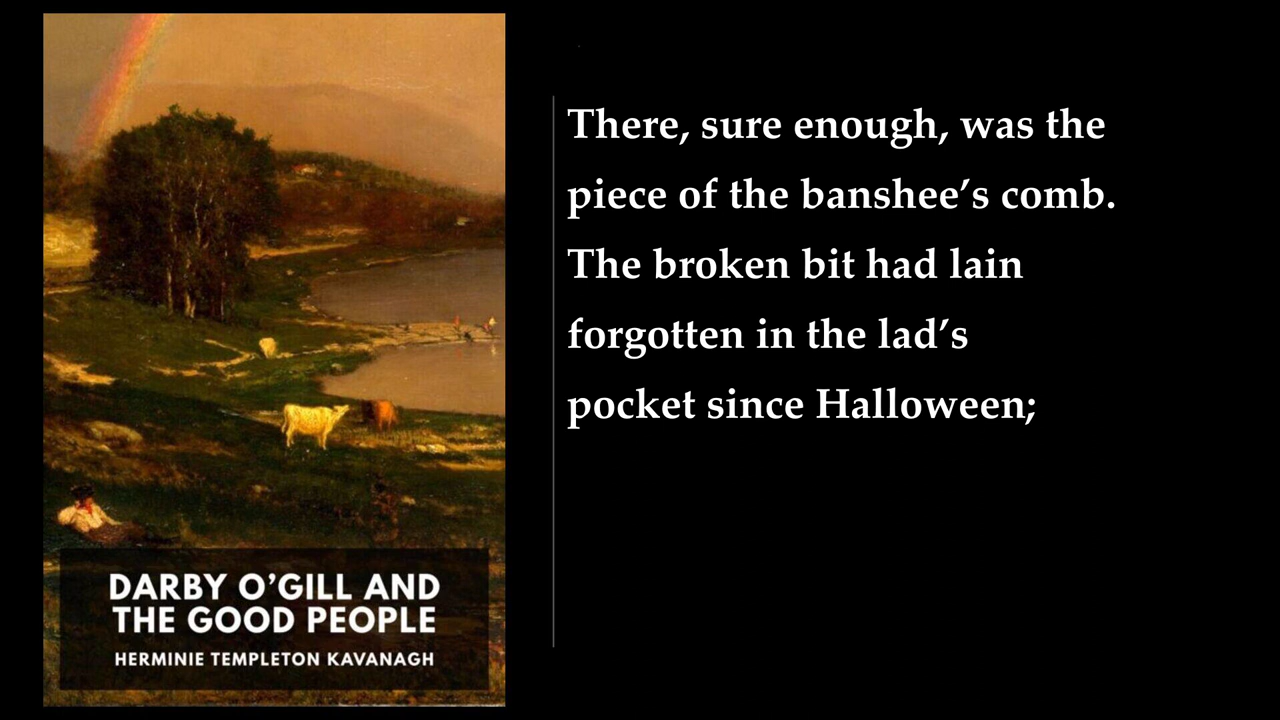 There, sure enough, was the
piece of the banshee’s comb.
The broken bit had lain
forgotten in the lad’s
pocket since Halloween;
DARBY O’GILL AND
THE GOOD PEOPLE
HERMINIE TEMPLETON KAVANAGH